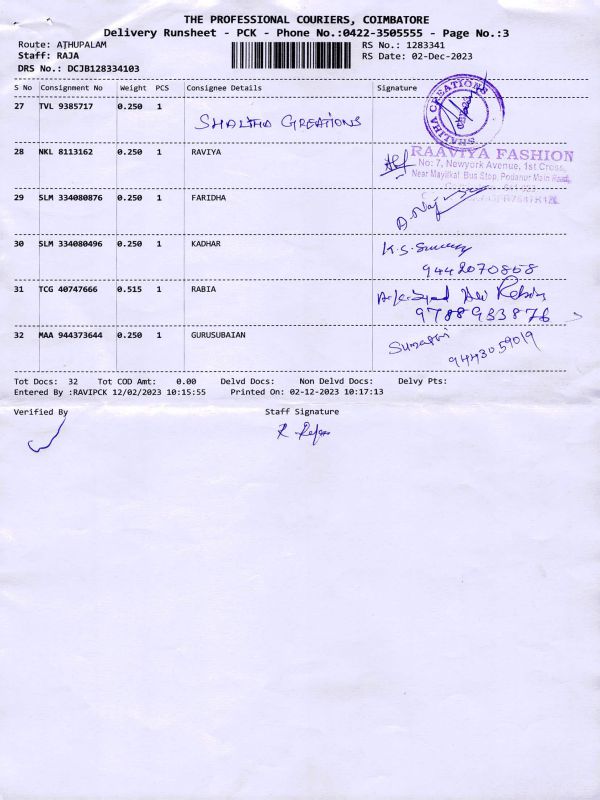 THE PROFESSIONAL COURIERS, COIMBATORE
Delivery Runsheet - PCK - Phone No.:0422-3505555 - Page No.:3
Route: ATHUPALAM RS No.: 1283341
Staff: RAJA RS Date: 02-Dec-2023
DRS No.: DCJB128334103
S No Consignment No Weight PCS Consignee Details Signature
27 TVL 9385717 0.250 1 SHALIHA CREATIONS
SHALIHA CREATIONS
28 NKL 8113162 0.250 1 RAVIYA
RAAVIYA FASHION
No: 7, Newyork Avenue, 1st Cross,
Near Mayilkal Bus Stop, Podanur Main Road,
29 SLM 334080876 0.250 1 FARIDHA
30 SLM 334080496 0.250 1 KADHAR K.S.
9442070858
31 TCG 40747666 0.515 1 RABIA
9788933876
32 MAA 944373644 0.250 1 GURUSUBAIAN Sumathi
9443059019
Tot Docs: 32 Tot COD Amt: 0.00 Delvd Docs: Non Delvd Docs: Delvy Pts:
Entered By :RAVIPCK 12/02/2023 10:15:55 Printed On: 02-12-2023 10:17:13
Verified By Staff Signature